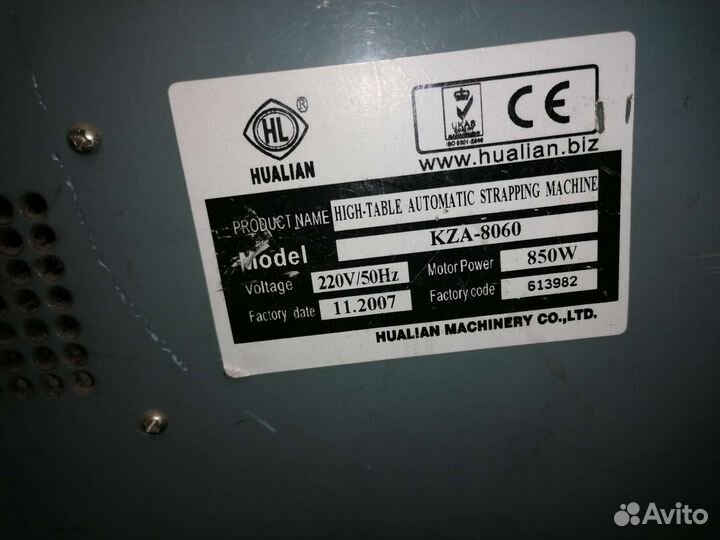 HL ®
HUALIAN
UKAS
CE
www.hualian.biz
PRODUCT NAME HIGH-TABLE AUTOMATIC STRAPPING MACHINE
Model KZA-8060
Voltage 220V/50Hz Motor Power 850W
Factory date 11.2007 Factory code 613982
HUALIAN MACHINERY CO.,LTD.
Avito